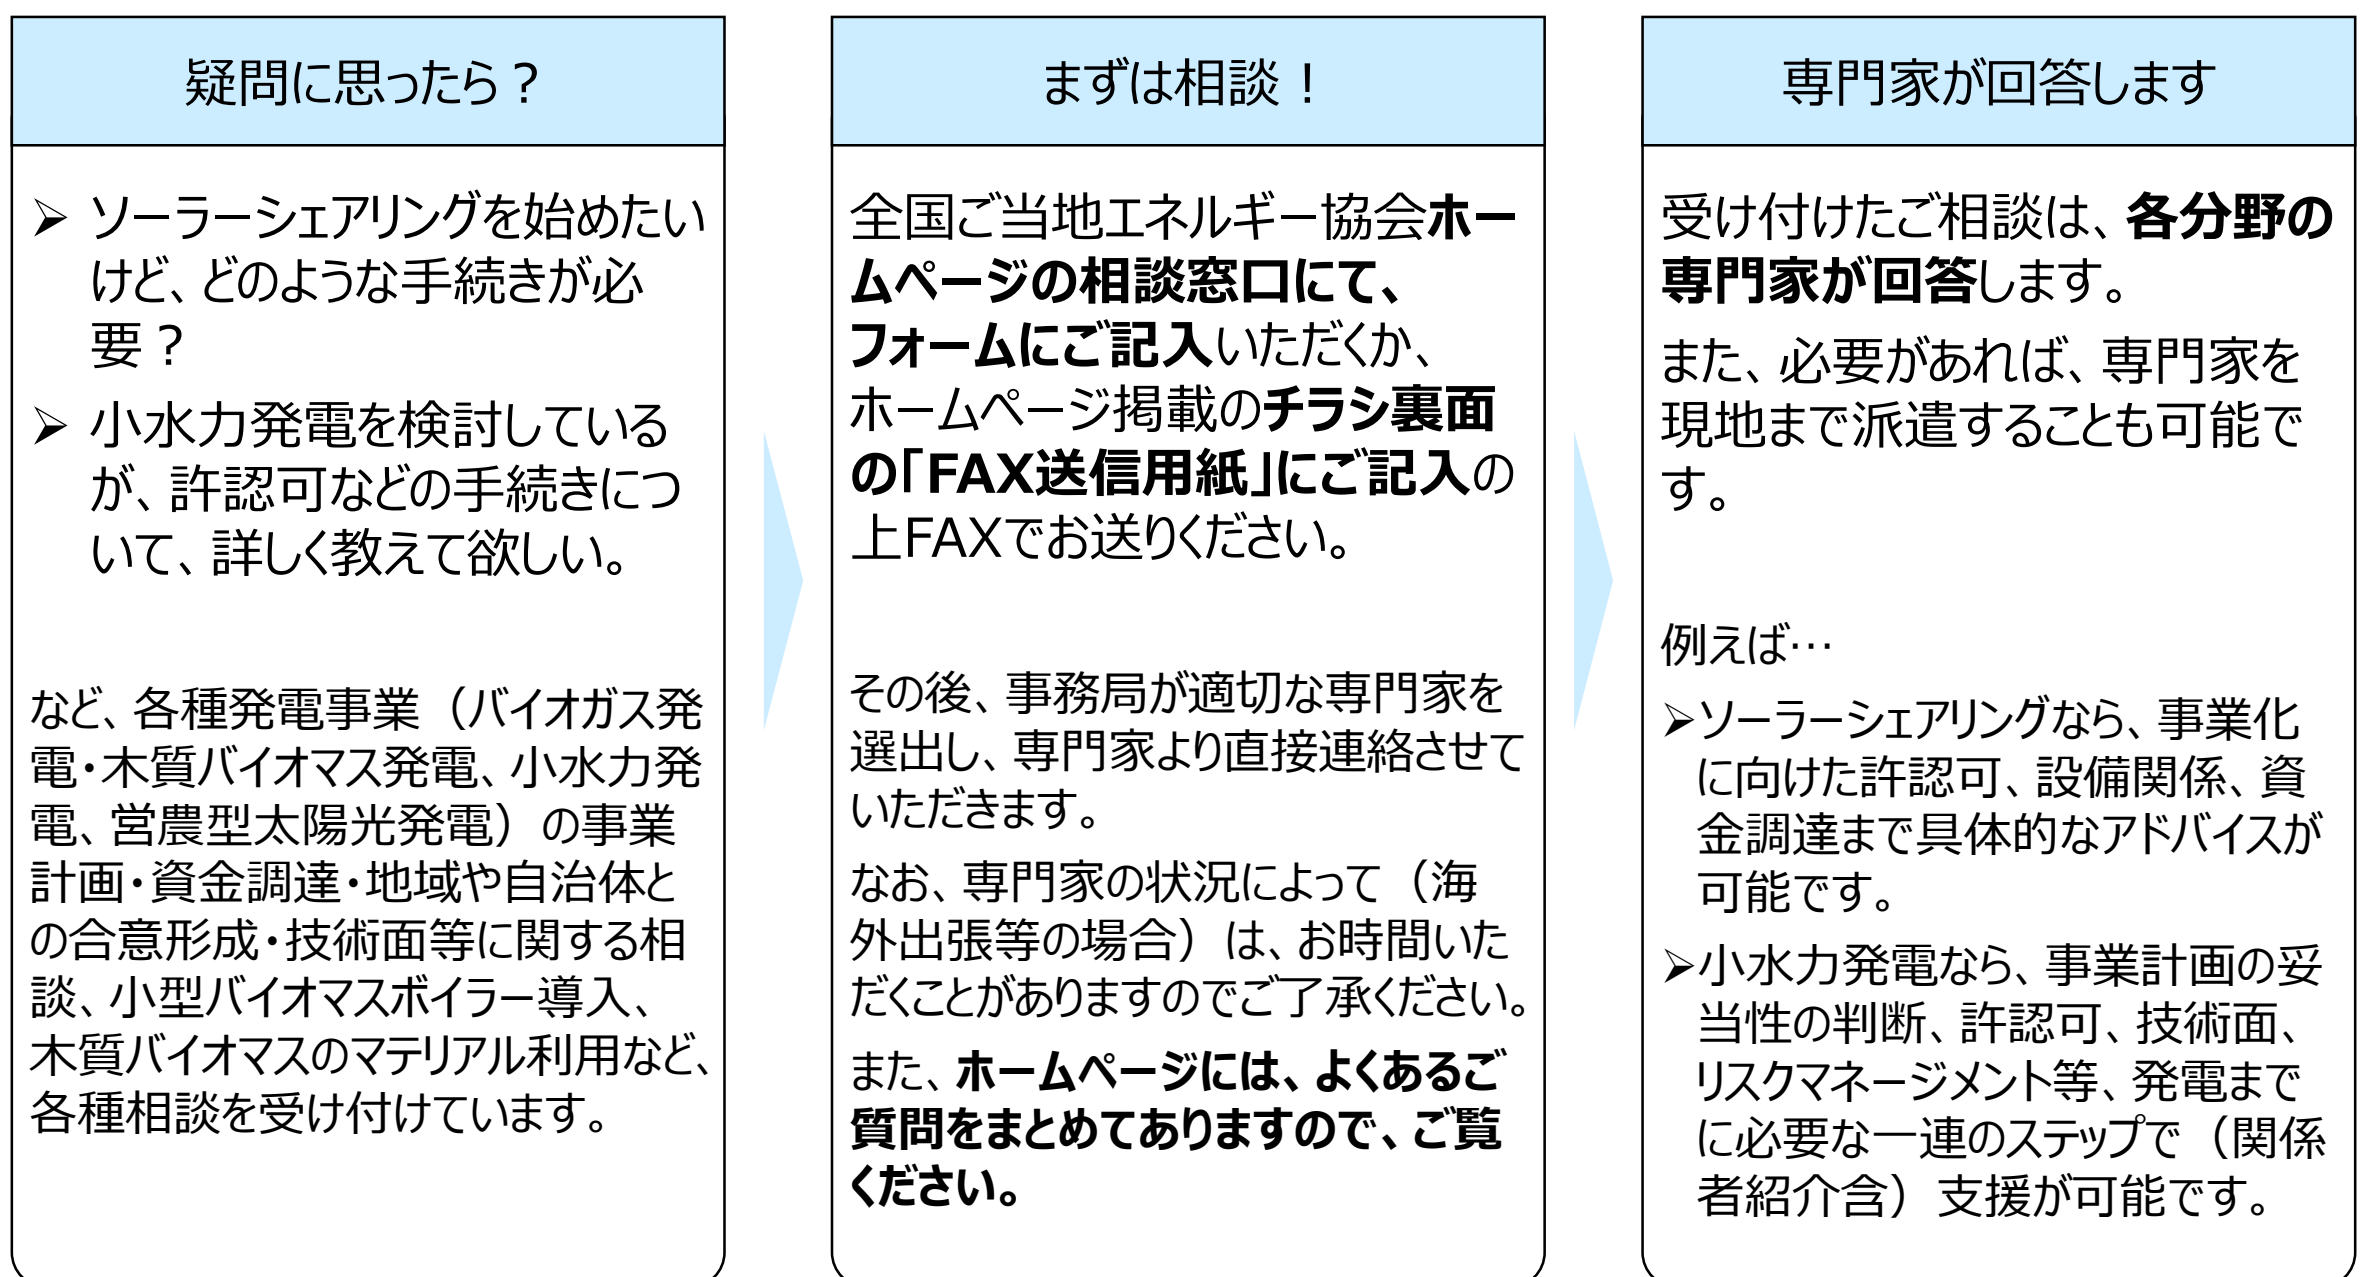 疑問に思ったら？
➢ ソーラーシェアリングを始めたい
けど、どのような手続きが必
要？
➢ 小水力発電を検討している
が、許認可などの手続きにつ
いて、詳しく教えて欲しい。
など、各種発電事業（バイオガス発
電・木質バイオマス発電、小水力発
電、営農型太陽光発電）の事業
計画・資金調達・地域や自治体と
の合意形成・技術面等に関する相
談、小型バイオマスボイラー導入、
木質バイオマスのマテリアル利用など、
各種相談を受け付けています。
まずは相談！
全国ご当地エネルギー協会ホー
ムページの相談窓口にて、
フォームにご記入いただくか、
ホームページ掲載のチラシ裏面
の「FAX送信用紙」にご記入の
上FAXでお送りください。
その後、事務局が適切な専門家を
選出し、専門家より直接連絡させて
いただきます。
なお、専門家の状況によって（海
外出張等の場合）は、お時間いた
だくことがありますのでご了承ください。
また、ホームページには、よくあるご
質問をまとめてありますので、ご覧
ください。
専門家が回答します
受け付けたご相談は、各分野の
専門家が回答します。
また、必要があれば、専門家を
現地まで派遣することも可能で
す。
例えば…
➢ソーラーシェアリングなら、事業化
に向けた許認可、設備関係、資
金調達まで具体的なアドバイスが
可能です。
➢小水力発電なら、事業計画の妥
当性の判断、許認可、技術面、
リスクマネージメント等、発電まで
に必要な一連のステップで（関係
者紹介含）支援が可能です。